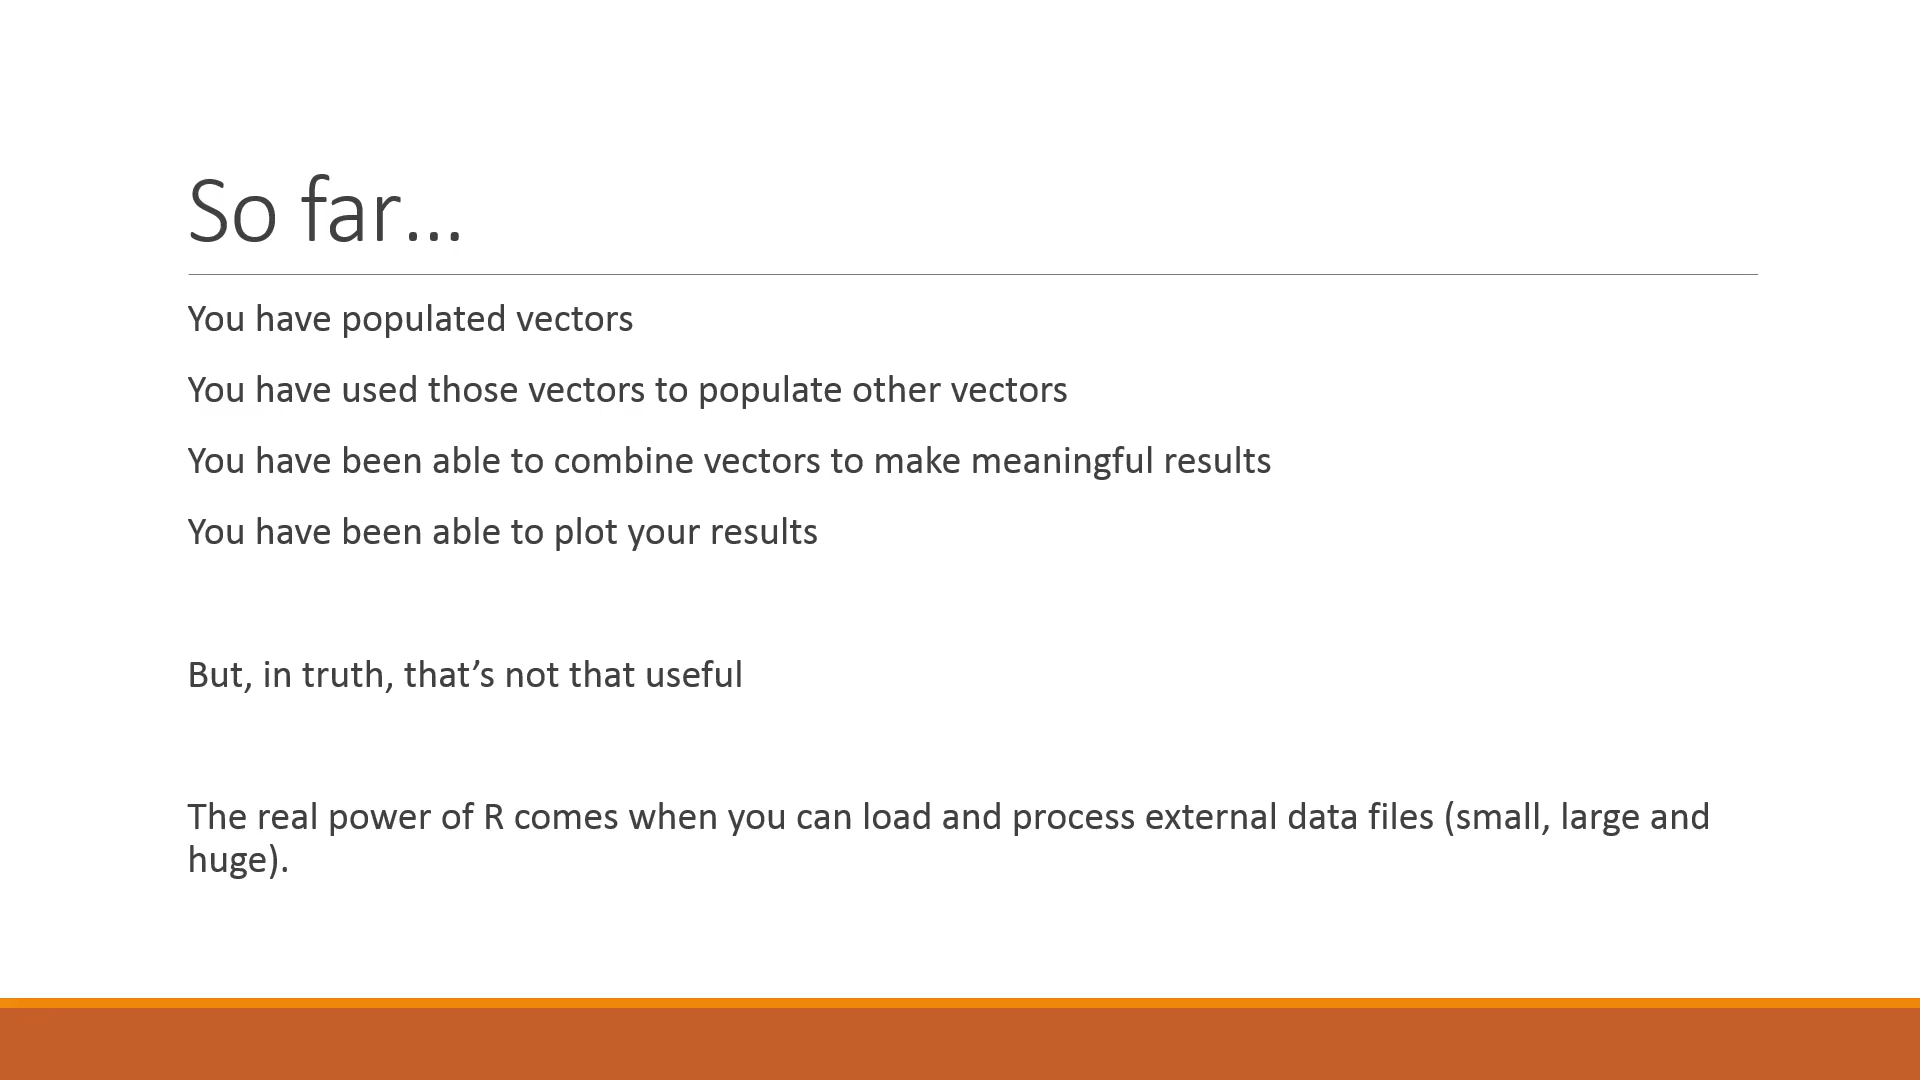 So far…
You have populated vectors
You have used those vectors to populate other vectors
You have been able to combine vectors to make meaningful results
You have been able to plot your results
But, in truth, that’s not that useful
The real power of R comes when you can load and process external data files (small, large and
huge).